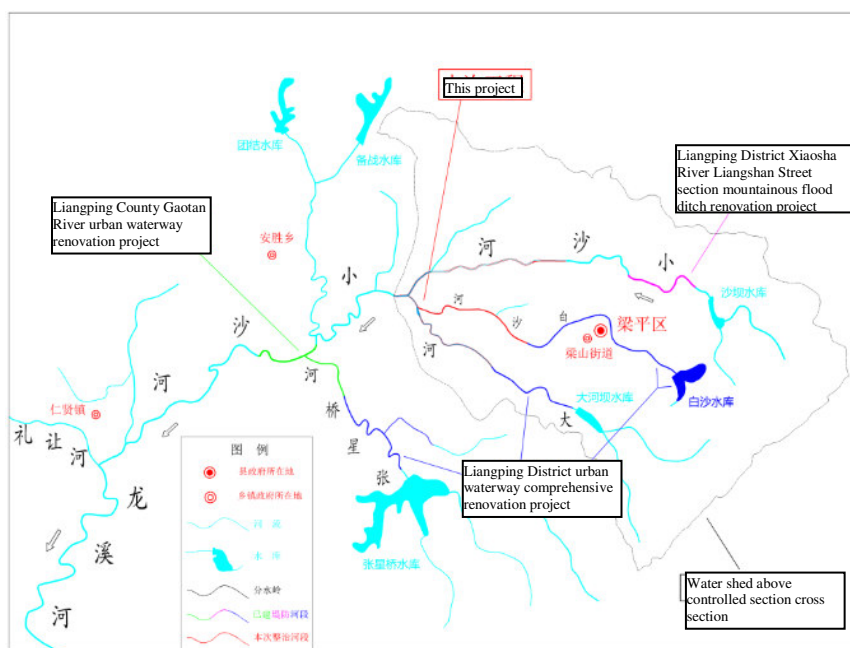 This project
团结水库
备战水库
Liangping District Xiaosha
River Liangshan Street
section mountainous flood
ditch renovation project
Liangping County Gaotan
River urban waterway
renovation project
安胜乡
河
沙
小
小
沙坝水库
河
沙
白
梁平区
梁山街道
白沙水库
河
大河坝水库
大
沙
河
河
桥
星
张
仁贤镇
礼
让
河
龙
溪
河
张星桥水库
Liangping District urban
waterway comprehensive
renovation project
Water shed above
controlled section cross
section
图 例
县政府所在地
乡镇政府所在地
河 流
水 库
分水岭
已建堤防河段
本次整治河段